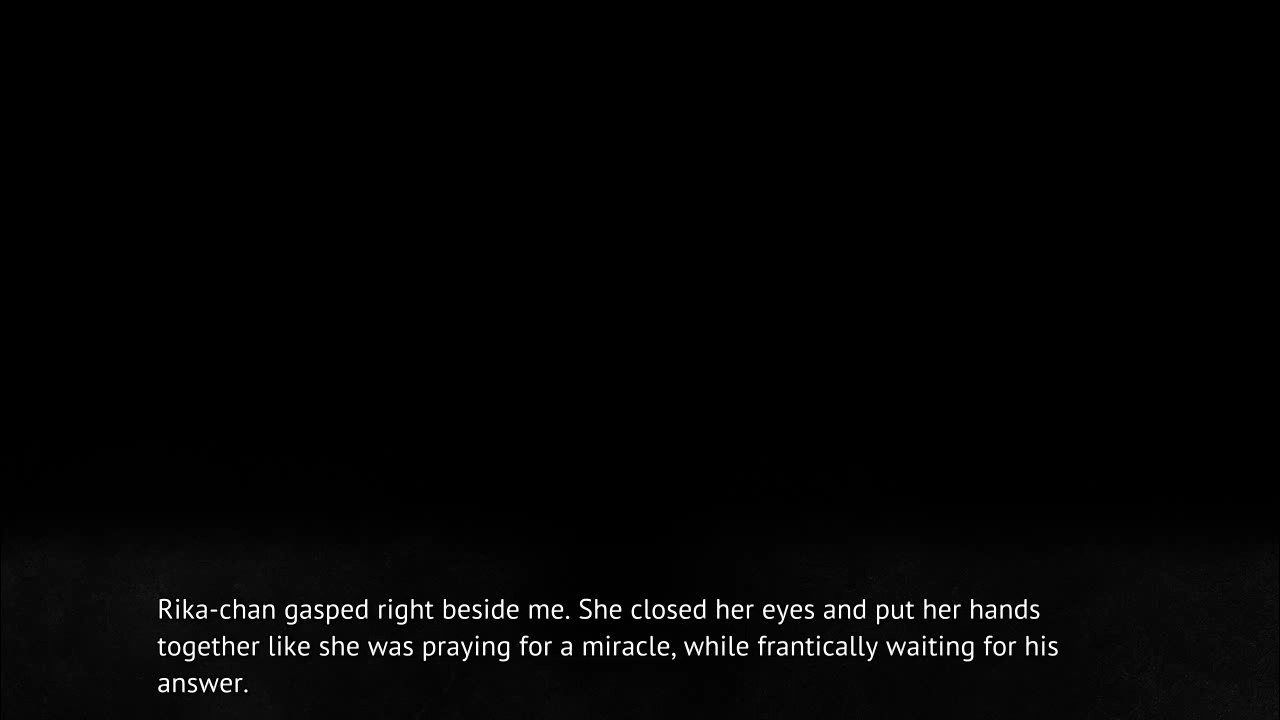 Rika-chan gasped right beside me. She closed her eyes and put her hands
together like she was praying for a miracle, while frantically waiting for his
answer.